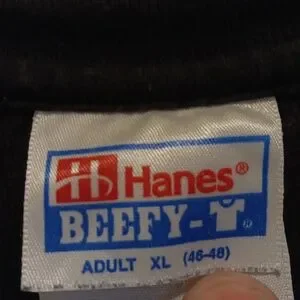 Hanes®
BEEFY-T®
ADULT XL (46-48)